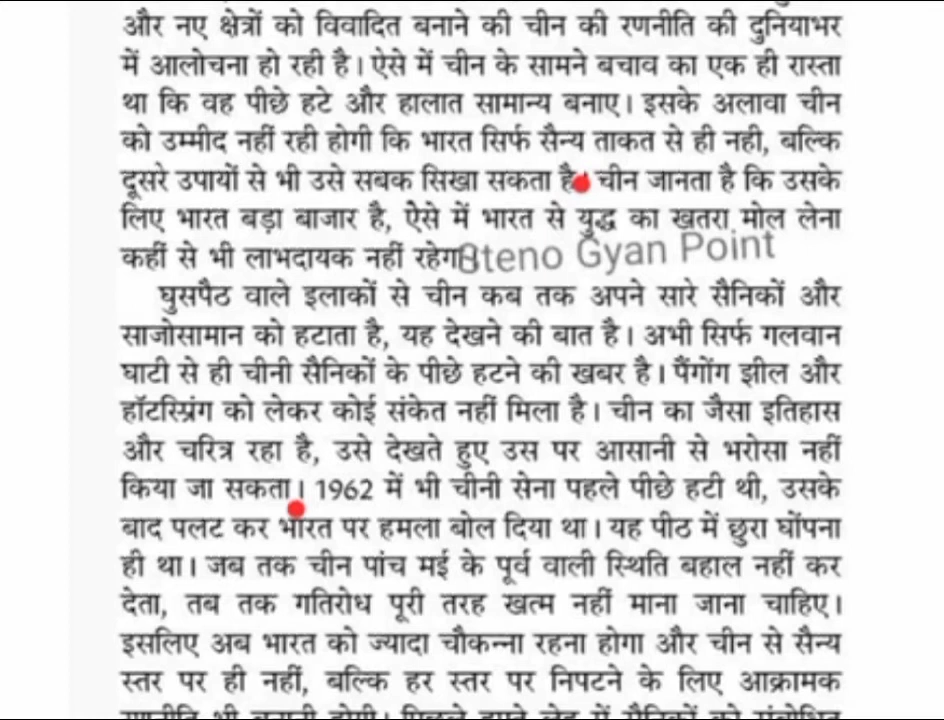 और नए क्षेत्रों को विवादित बनाने की चीन की रणनीति की दुनियाभर
में आलोचना हो रही है। ऐसे में चीन के सामने बचाव का एक ही रास्ता
था कि वह पीछे हटे और हालात सामान्य बनाए। इसके अलावा चीन
को उम्मीद नहीं रही होगी कि भारत सिर्फ सैन्य ताकत से ही नही, बल्कि
दूसरे उपायों से भी उसे सबक सिखा सकता है। चीन जानता है कि उसके
लिए भारत बड़ा बाजार है, ऐसे में भारत से युद्ध का खतरा मोल लेना
कहीं से भी लाभदायक नहीं रहेगा।
Steno Gyan Point
घुसपैठ वाले इलाकों से चीन कब तक अपने सारे सैनिकों और
साजोसामान को हटाता है, यह देखने की बात है। अभी सिर्फ गलवान
घाटी से ही चीनी सैनिकों के पीछे हटने की खबर है। पैंगोंग झील और
हॉटस्प्रिंग को लेकर कोई संकेत नहीं मिला है। चीन का जैसा इतिहास
और चरित्र रहा है, उसे देखते हुए उस पर आसानी से भरोसा नहीं
किया जा सकता। 1962 में भी चीनी सेना पहले पीछे हटी थी, उसके
बाद पलट कर भारत पर हमला बोल दिया था। यह पीठ में छुरा घोंपना
ही था। जब तक चीन पांच मई के पूर्व वाली स्थिति बहाल नहीं कर
देता, तब तक गतिरोध पूरी तरह खत्म नहीं माना जाना चाहिए।
इसलिए अब भारत को ज्यादा चौकन्ना रहना होगा और चीन से सैन्य
स्तर पर ही नहीं, बल्कि हर स्तर पर निपटने के लिए आक्रामक